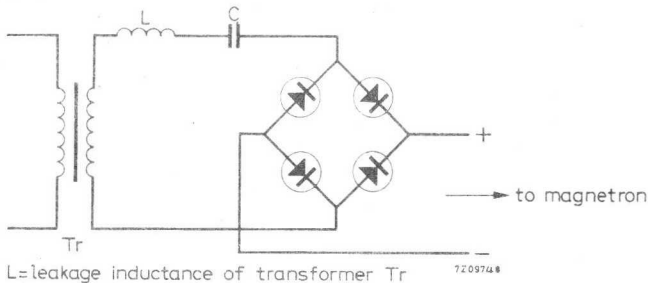 L
C
+
to magnetron
−
Tr
L=leakage inductance of transformer Tr
7Z09748